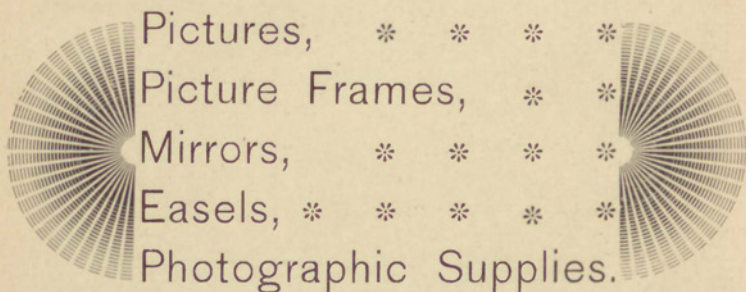 Pictures, * * * *
Picture Frames, * *
Mirrors, * * * *
Easels, * * * * *
Photographic Supplies.